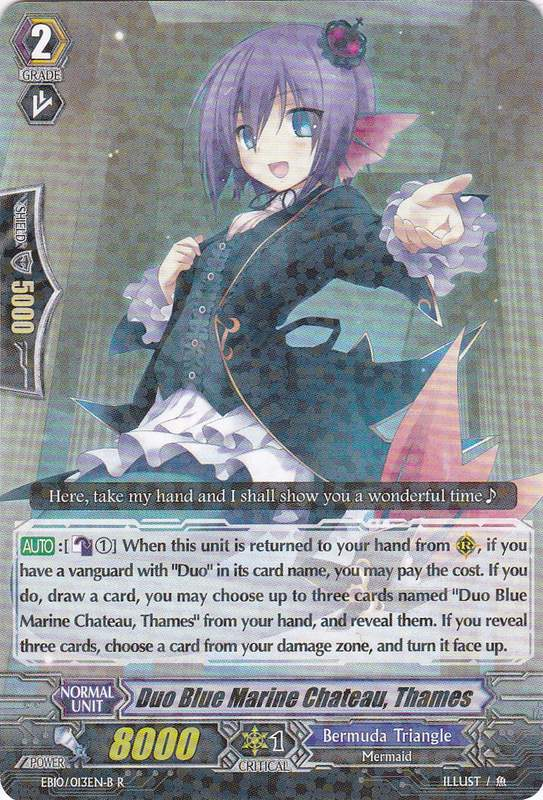 2
GRADE
SHIELD
5000
Here, take my hand and I shall show you a wonderful time♪
AUTO :[ ①] When this unit is returned to your hand from Ⓡ, if you
have a vanguard with "Duo" in its card name, you may pay the cost. If you
do, draw a card, you may choose up to three cards named "Duo Blue
Marine Chateau, Thames" from your hand, and reveal them. If you reveal
three cards, choose a card from your damage zone, and turn it face up.
NORMAL
UNIT
Duo Blue Marine Chateau, Thames
POWER
8000
1
CRITICAL
Bermuda Triangle
Mermaid
EB10/013EN-B R
ILLUST / 魚